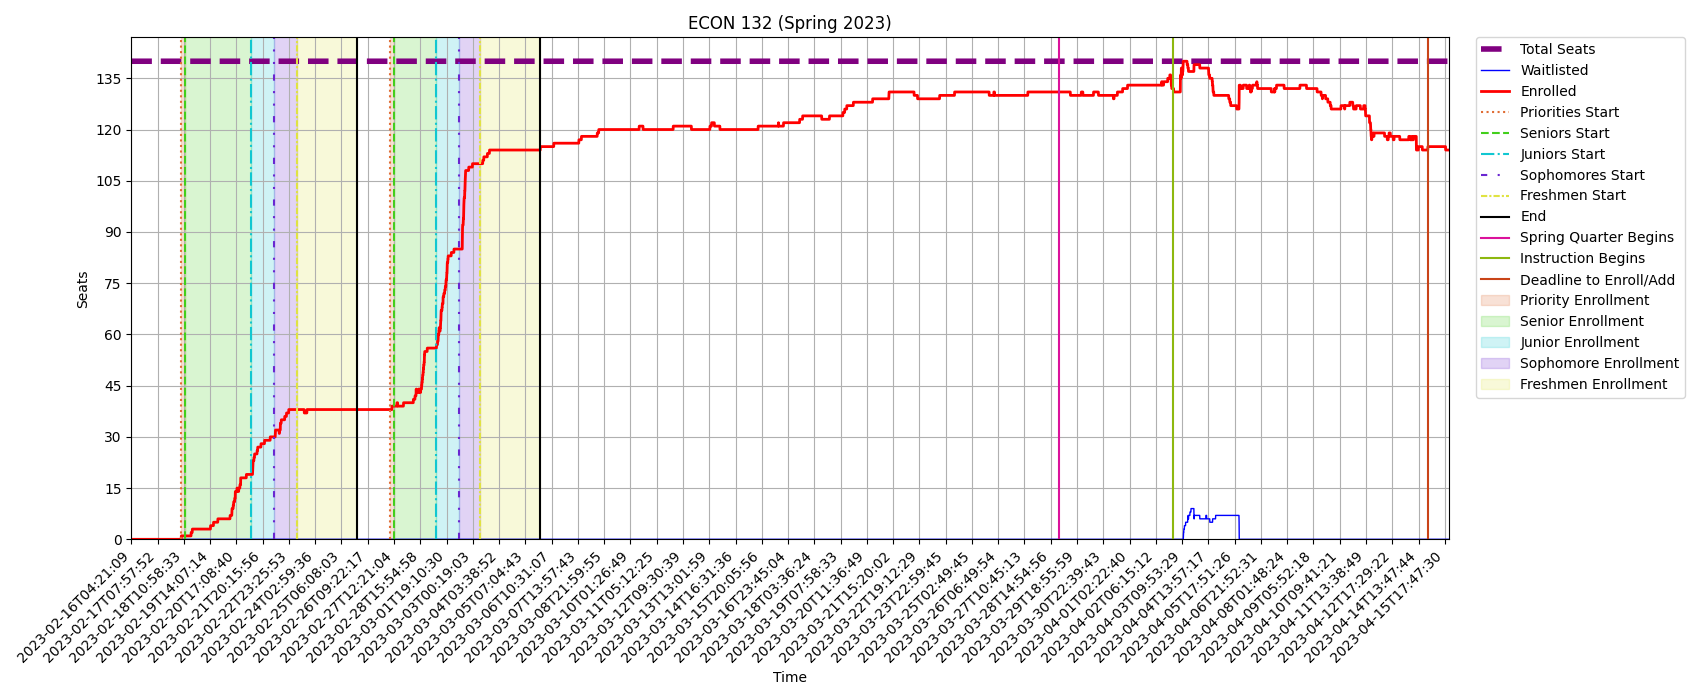 ECON 132 (Spring 2023)
Seats
135
120
105
90
75
60
45
30
15
0
2023-02-16T04:21:09
2023-02-17T07:57:52
2023-02-18T10:58:33
2023-02-19T14:07:14
2023-02-20T17:08:40
2023-02-21T20:15:56
2023-02-22T23:25:53
2023-02-24T02:59:36
2023-02-25T06:08:03
2023-02-26T09:22:17
2023-02-27T12:21:04
2023-02-28T15:54:58
2023-03-01T19:10:30
2023-03-03T00:19:03
2023-03-04T03:38:52
2023-03-05T07:04:43
2023-03-06T10:31:07
2023-03-07T13:57:43
2023-03-08T21:59:55
2023-03-10T01:26:49
2023-03-11T05:12:25
2023-03-12T09:30:39
2023-03-13T13:01:59
2023-03-14T16:31:36
2023-03-15T20:05:56
2023-03-16T23:45:04
2023-03-18T03:36:24
2023-03-19T07:58:33
2023-03-20T11:36:49
2023-03-21T15:20:02
2023-03-22T19:12:29
2023-03-23T22:59:45
2023-03-25T02:49:45
2023-03-26T06:49:54
2023-03-27T10:45:13
2023-03-28T14:54:56
2023-03-29T18:55:59
2023-03-30T22:39:43
2023-04-01T02:22:40
2023-04-02T06:15:12
2023-04-03T09:53:29
2023-04-04T13:57:17
2023-04-05T17:51:26
2023-04-06T21:52:31
2023-04-08T01:48:24
2023-04-09T05:52:18
2023-04-10T09:41:21
2023-04-11T13:38:49
2023-04-12T17:29:22
2023-04-14T13:47:44
2023-04-15T17:47:30
Time
Total Seats
Waitlisted
Enrolled
Priorities Start
Seniors Start
Juniors Start
Sophomores Start
Freshmen Start
End
Spring Quarter Begins
Instruction Begins
Deadline to Enroll/Add
Priority Enrollment
Senior Enrollment
Junior Enrollment
Sophomore Enrollment
Freshmen Enrollment